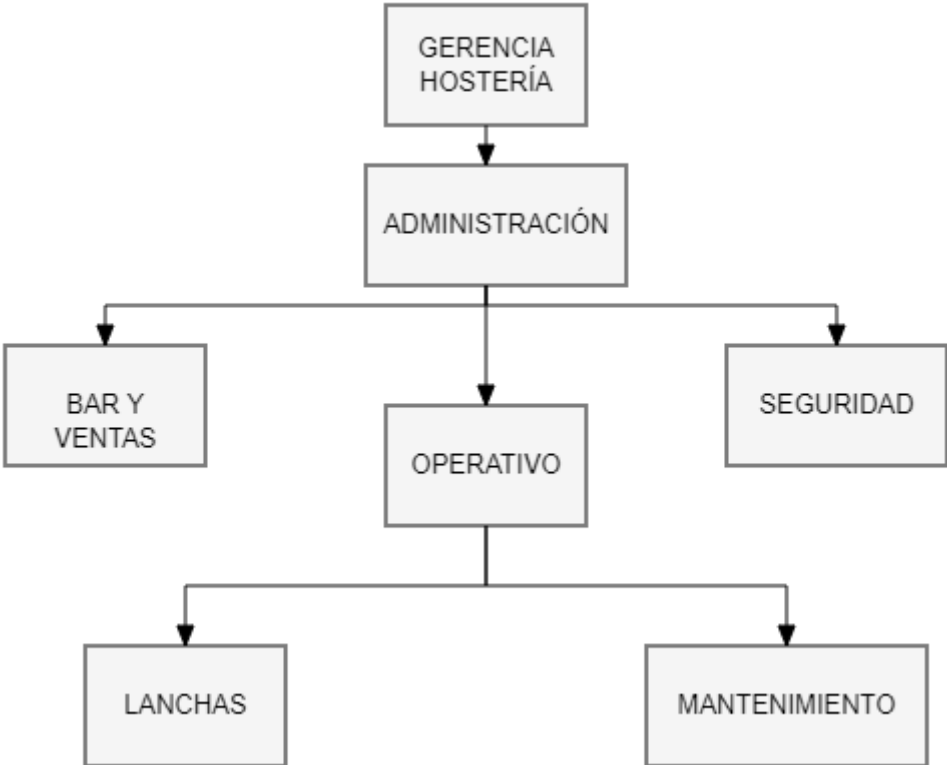 GERENCIA
HOSTERÍA
ADMINISTRACIÓN
BAR Y
VENTAS
SEGURIDAD
OPERATIVO
LANCHAS
MANTENIMIENTO